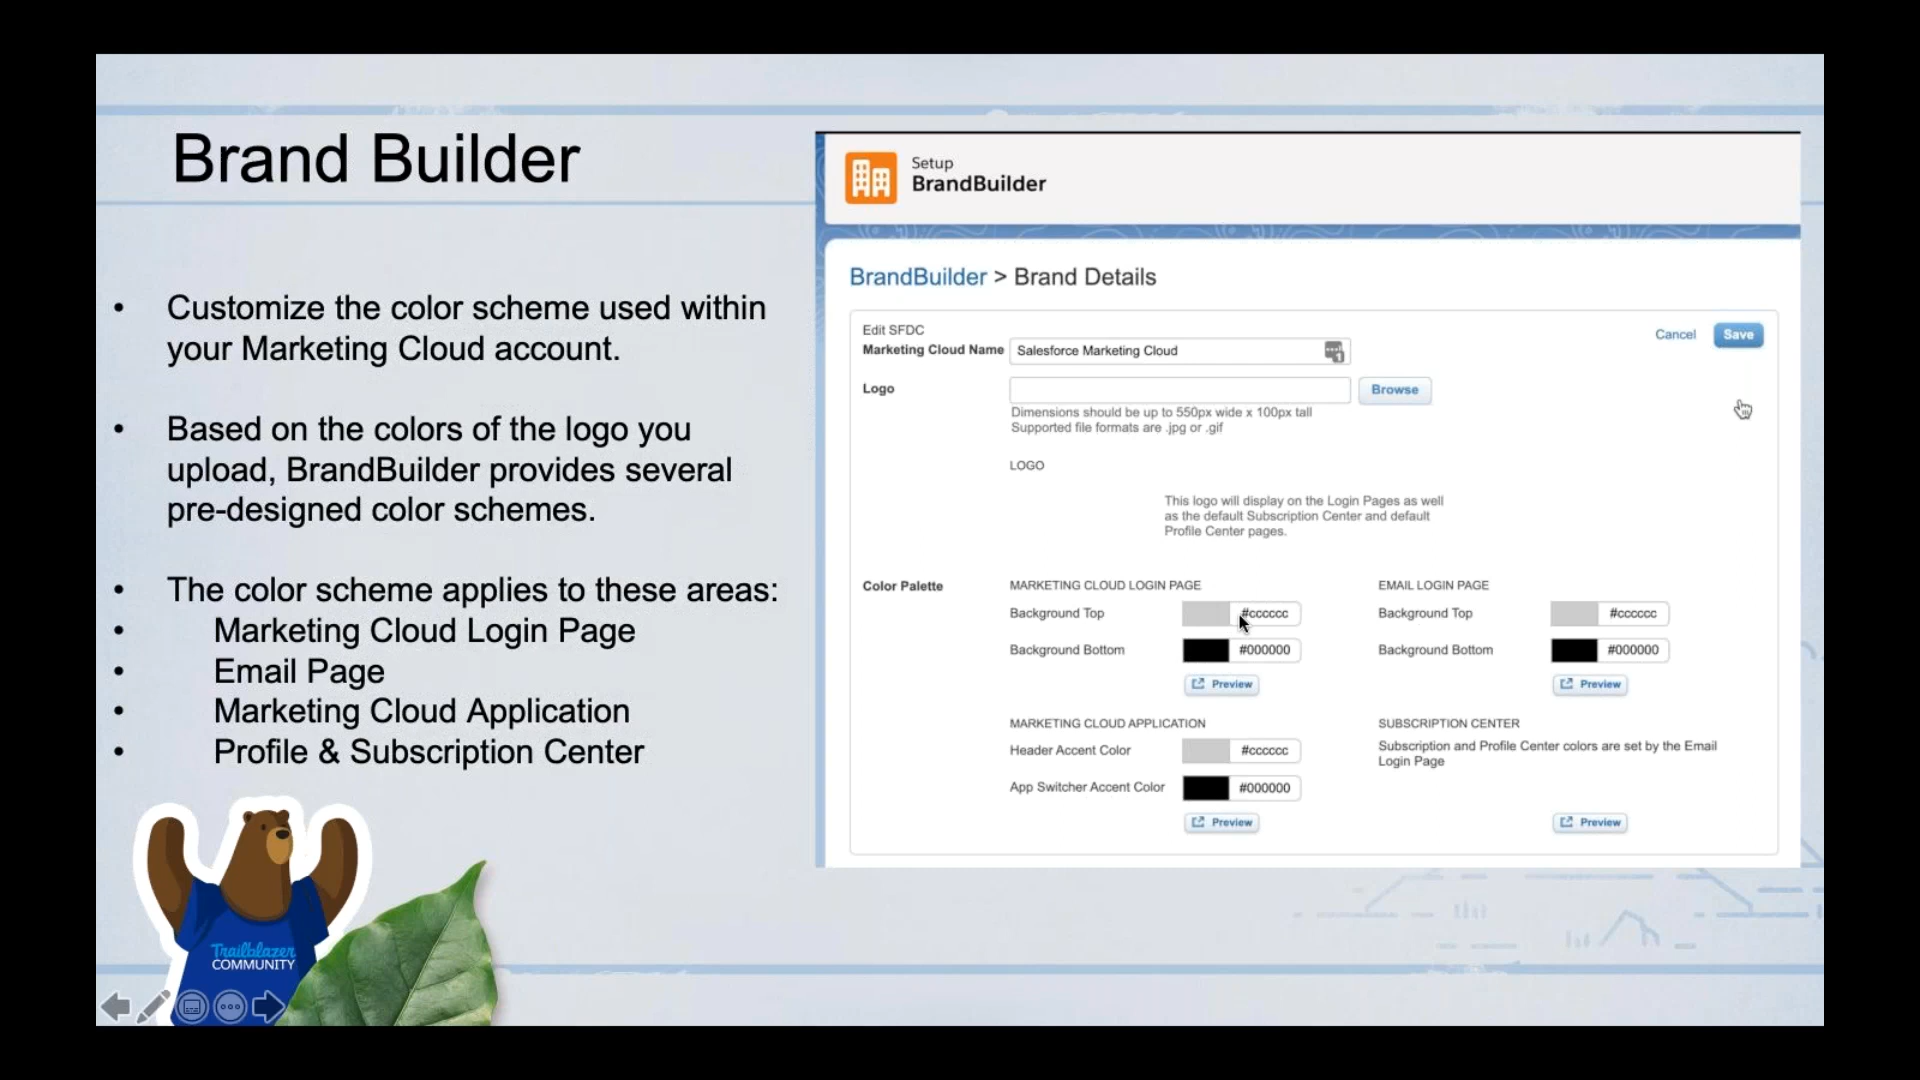 Brand Builder
• Customize the color scheme used within
your Marketing Cloud account.
• Based on the colors of the logo you
upload, BrandBuilder provides several
pre-designed color schemes.
• The color scheme applies to these areas:
• Marketing Cloud Login Page
• Email Page
• Marketing Cloud Application
• Profile & Subscription Center
Trailblazer
COMMUNITY
Setup
BrandBuilder
BrandBuilder > Brand Details
Edit SFDC
Cancel Save
Marketing Cloud Name Salesforce Marketing Cloud 1
Logo Browse
Dimensions should be up to 550px wide x 100px tall
Supported file formats are .jpg or .gif
LOGO
This logo will display on the Login Pages as well
as the default Subscription Center and default
Profile Center pages.
Color Palette MARKETING CLOUD LOGIN PAGE EMAIL LOGIN PAGE
Background Top #cccccc Background Top #cccccc
Background Bottom #000000 Background Bottom #000000
Preview Preview
MARKETING CLOUD APPLICATION SUBSCRIPTION CENTER
Header Accent Color #cccccc Subscription and Profile Center colors are set by the Email
Login Page
App Switcher Accent Color #000000
Preview Preview